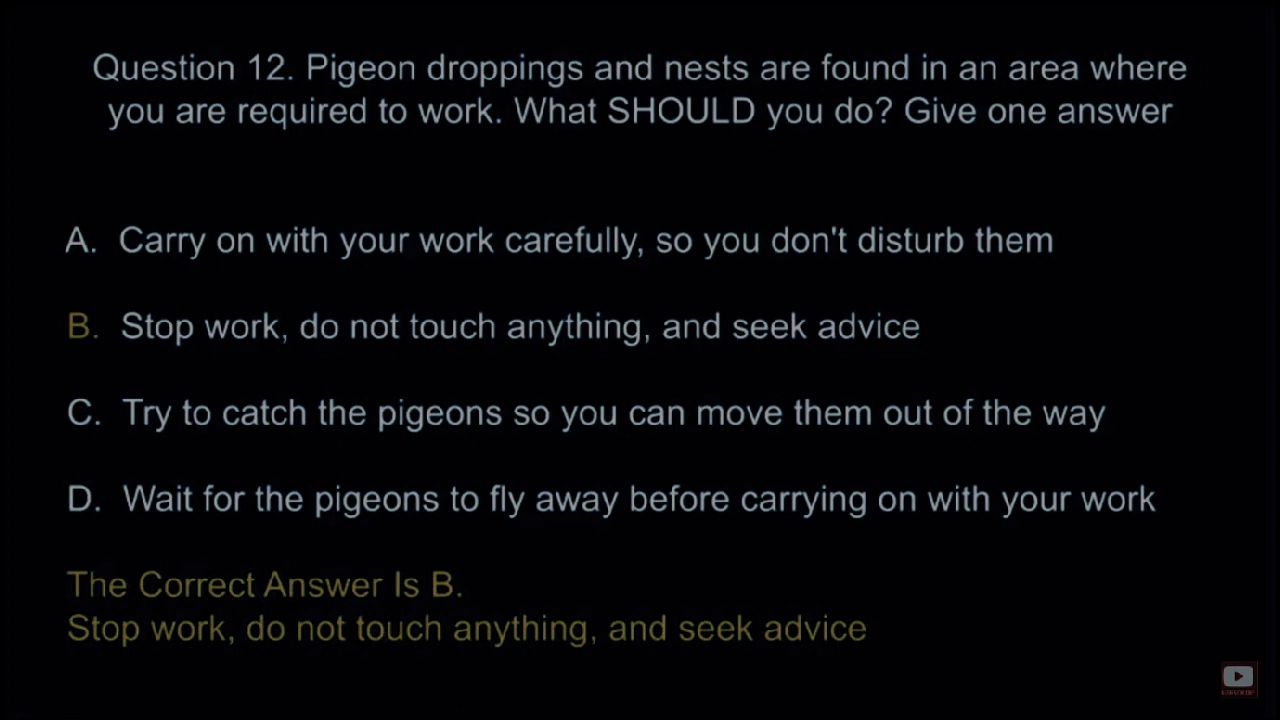 Question 12. Pigeon droppings and nests are found in an area where
you are required to work. What SHOULD you do? Give one answer
A. Carry on with your work carefully, so you don't disturb them
B. Stop work, do not touch anything, and seek advice
C. Try to catch the pigeons so you can move them out of the way
D. Wait for the pigeons to fly away before carrying on with your work
The Correct Answer Is B.
Stop work, do not touch anything, and seek advice